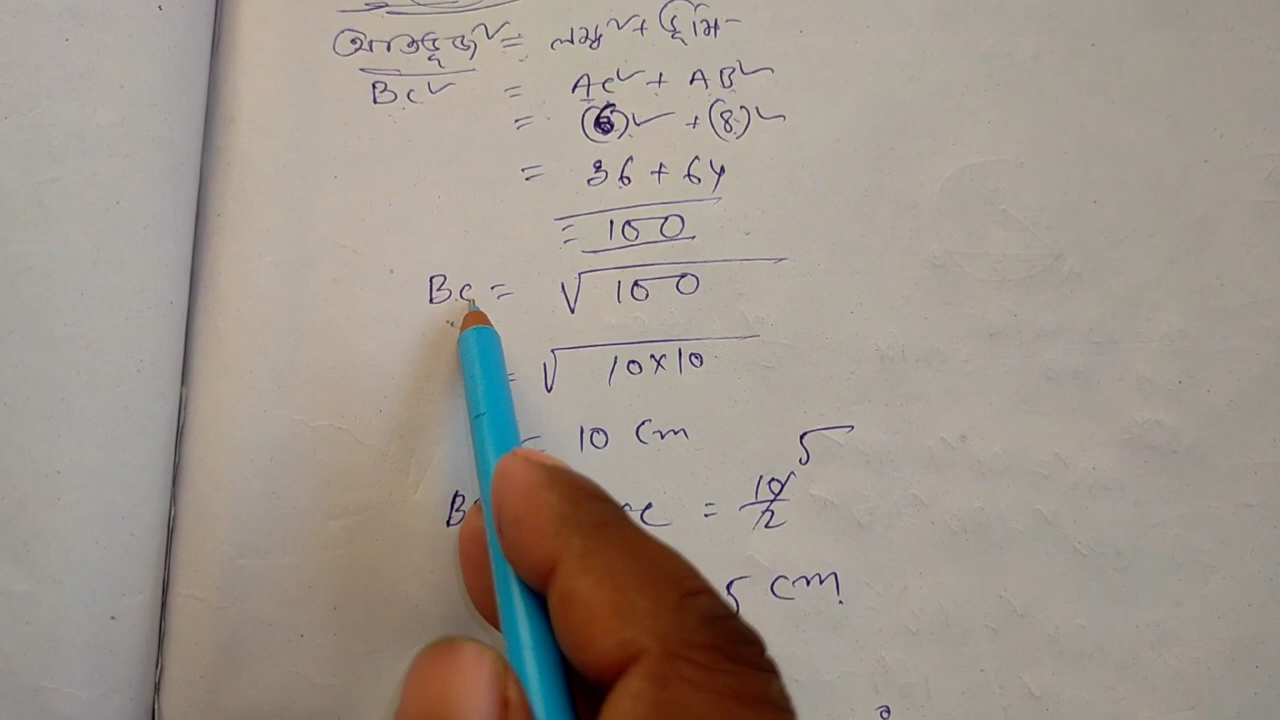 অতিভূজ² = লম্ব² + ভূমি²
BC² = AC² + AB²
= (6)² + (8)²
= 36 + 64
= 100
BC = √100
= √10×10
= 10 cm
B = 10/2 5
5 cm